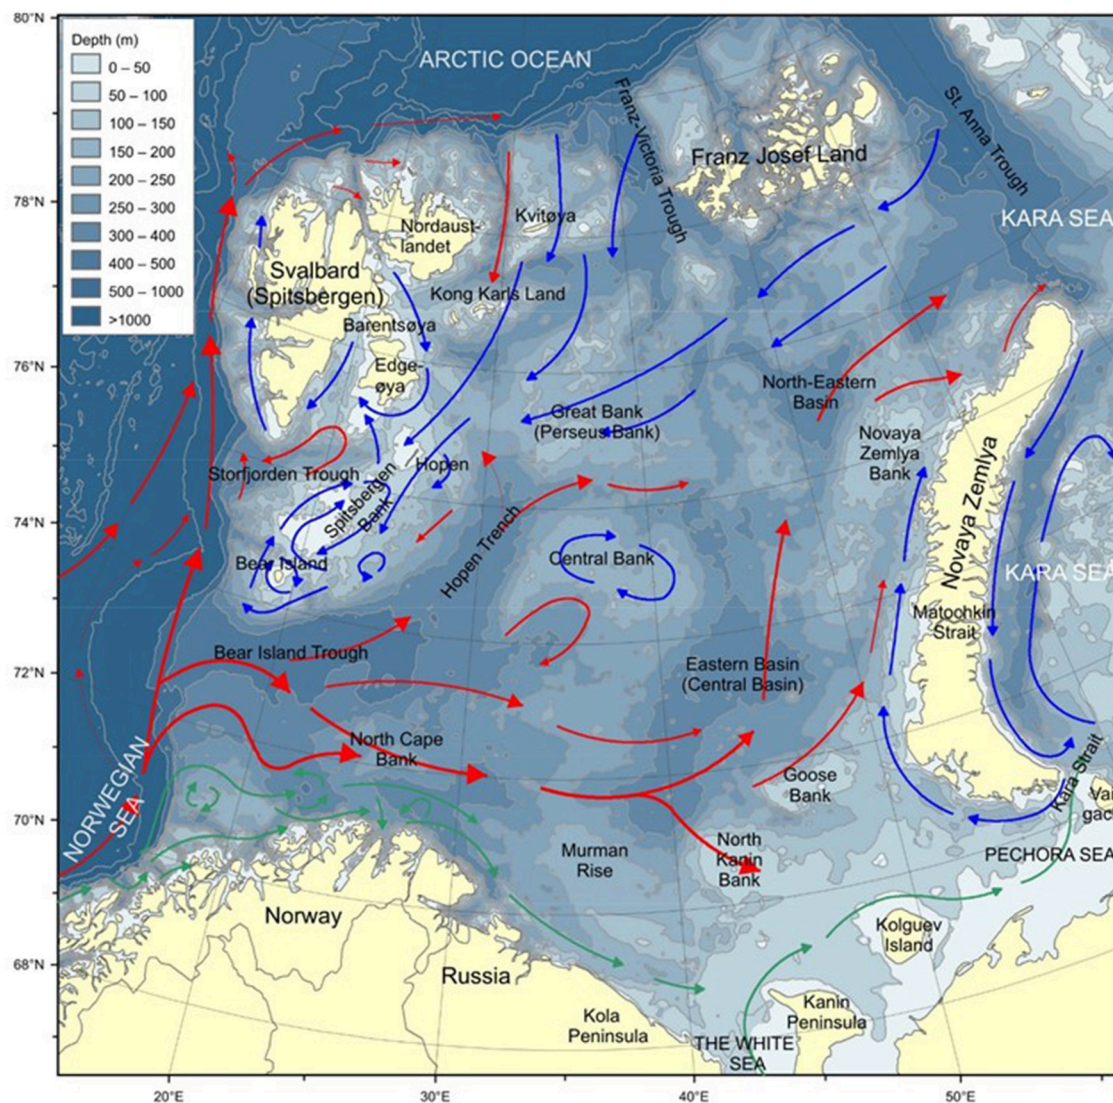 80°N
Depth (m)
0 – 50
50 – 100
100 – 150
150 – 200
200 – 250
250 – 300
300 – 400
400 – 500
500 – 1000
>1000
ARCTIC OCEAN
Franz-Victoria Trough
St. Anna Trough
Franz Josef Land
78°N
KARA SEA
Nordaust-
landet
Kvitøya
Svalbard
(Spitsbergen)
Kong Karls Land
Barentsøya
76°N
Edge-
øya
North-Eastern
Basin
Great Bank
(Perseus Bank)
Novaya
Zemlya
Bank
Novaya Zemlya
Storfjorden Trough
Hopen
Spitsbergen
Bank
74°N
Hopen Trench
Bear Island
Central Bank
KARA SEA
Matochkin
Strait
Bear Island Trough
72°N
Eastern Basin
(Central Basin)
North Cape
Bank
Goose
Bank
Kara Strait
Vai
gac
NORWEGIAN
SEA
70°N
Murman
Rise
North
Kanin
Bank
PECHORA SEA
Norway
Kolguev
Island
68°N
Russia
Kola
Peninsula
Kanin
Peninsula
THE WHITE
SEA
20°E
30°E
40°E
50°E